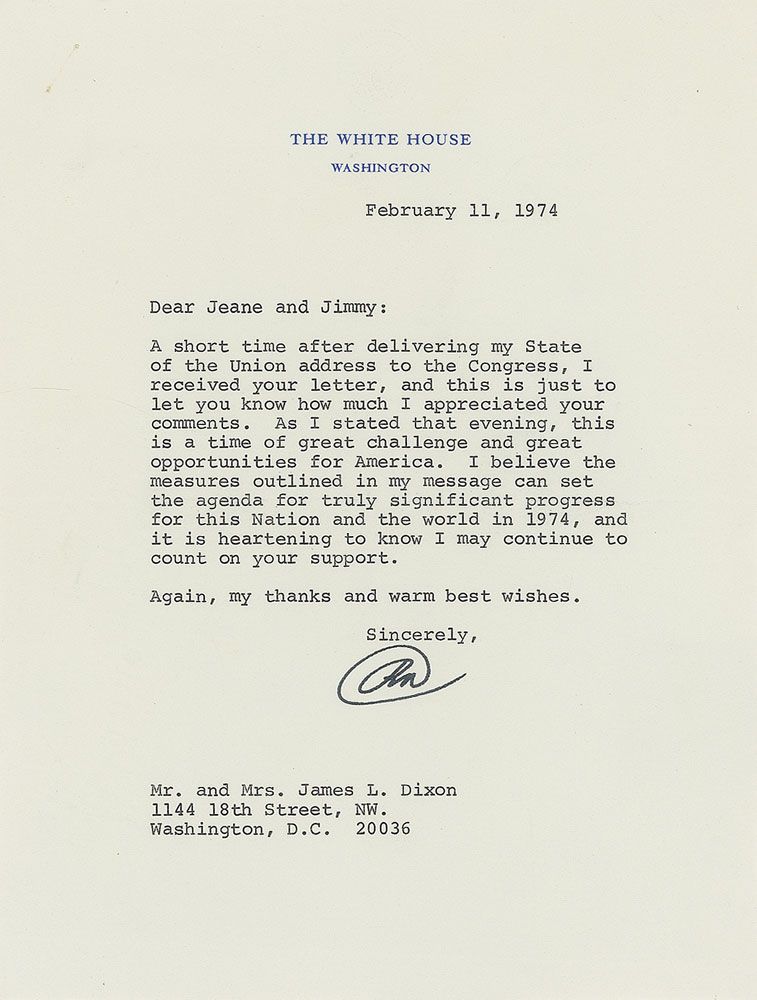 THE WHITE HOUSE
WASHINGTON
February 11, 1974
Dear Jeane and Jimmy:
A short time after delivering my State
of the Union address to the Congress, I
received your letter, and this is just to
let you know how much I appreciated your
comments.  As I stated that evening, this
is a time of great challenge and great
opportunities for America.  I believe the
measures outlined in my message can set
the agenda for truly significant progress
for this Nation and the world in 1974, and
it is heartening to know I may continue to
count on your support.
Again, my thanks and warm best wishes.
Sincerely,
RN
Mr. and Mrs. James L. Dixon
1144 18th Street, NW.
Washington, D.C.  20036